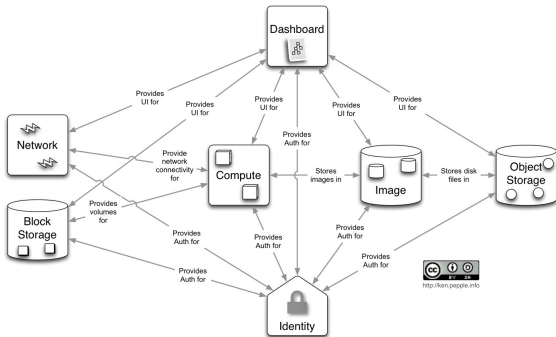 Dashboard
Provides
UI for
Provides
UI for
Provides
UI for
Provides
UI for
Provides
UI for
Provides
Auth for
Network
Provide
network
connectivity
for
Compute
Stores
images in
Image
Stores disk
files in
Object
Storage
Block
Storage
Provides
volumes
for
Provides
Auth for
Provides
Auth for
Provides
Auth for
Provides
Auth for
Provides
Auth for
Identity
cc
BY SA
http://ken.pepple.info